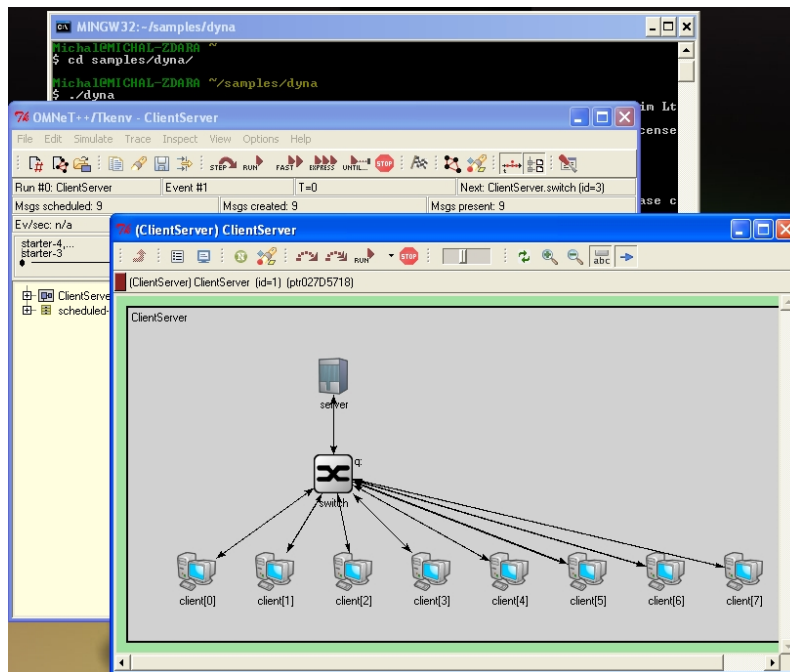 MINGW32:~/samples/dyna
Michal@MICHAL-ZDARA ~
$ cd samples/dyna/
Michal@MICHAL-ZDARA ~/samples/dyna
$ ./dyna
im Lt
cense
ase c
OMNeT++/Tkenv - ClientServer
File Edit Simulate Trace Inspect View Options Help
STEP RUN FAST EXPRESS UNTIL... STOP
Run #0: ClientServer Event #1 T=0 Next: ClientServer.switch (id=3)
Msgs scheduled: 9 Msgs created: 9 Msgs present: 9
Ev/sec: n/a
starter-4,...
starter-3
ClientServe
scheduled-
(ClientServer) ClientServer
RUN STOP abc
(ClientServer) ClientServer (id=1) (ptr027D5718)
ClientServer
server
q:
switch
client[0] client[1] client[2] client[3] client[4] client[5] client[6] client[7]